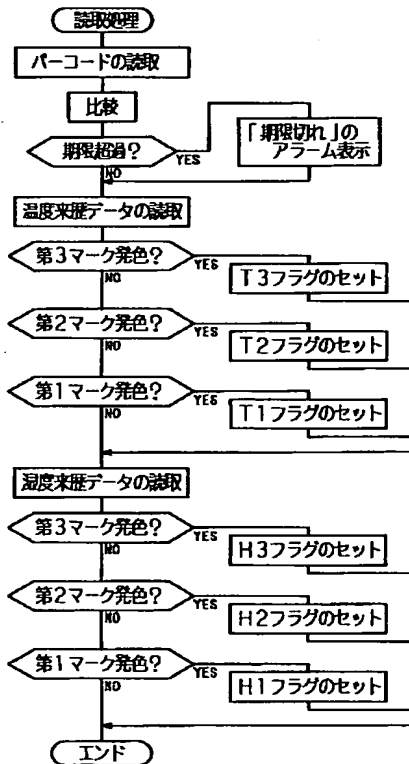 読取処理
バーコードの読取
比較
期限超過?
YES
NO
「期限切れ」の
アラーム表示
温度来歴データの読取
第3マーク発色?
YES
NO
T3フラグのセット
第2マーク発色?
YES
NO
T2フラグのセット
第1マーク発色?
YES
NO
T1フラグのセット
湿度来歴データの読取
第3マーク発色?
YES
NO
H3フラグのセット
第2マーク発色?
YES
NO
H2フラグのセット
第1マーク発色?
YES
NO
H1フラグのセット
エンド